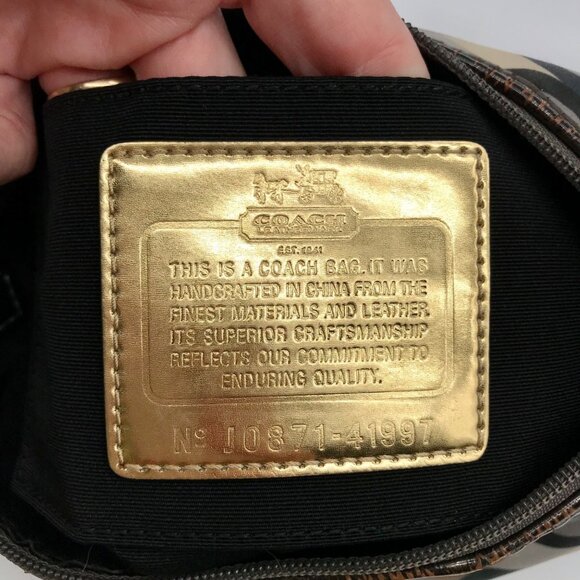 COACH
LEATHERWARE
EST. 1941
THIS IS A COACH BAG. IT WAS
HANDCRAFTED IN CHINA FROM THE
FINEST MATERIALS AND LEATHER.
ITS SUPERIOR CRAFTSMANSHIP
REFLECTS OUR COMMITMENT TO
ENDURING QUALITY.
No J0871-41997